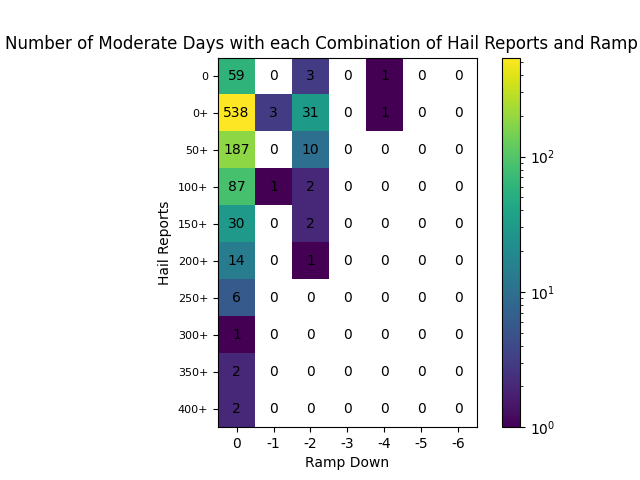 Number of Moderate Days with each Combination of Hail Reports and Ramp
0 59 0 3 0 1 0 0
0+ 538 3 31 0 1 0 0
50+ 187 0 10 0 0 0 0
100+ 87 1 2 0 0 0 0
150+ 30 0 2 0 0 0 0
200+ 14 0 1 0 0 0 0
250+ 6 0 0 0 0 0 0
300+ 1 0 0 0 0 0 0
350+ 2 0 0 0 0 0 0
400+ 2 0 0 0 0 0 0
0 -1 -2 -3 -4 -5 -6
Ramp Down
Hail Reports
10²
10¹
10⁰